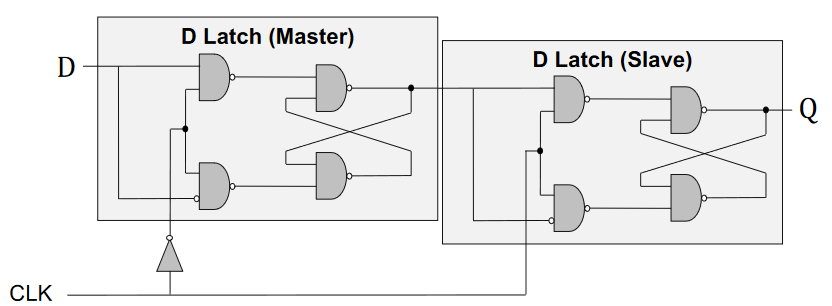 D Latch (Master)
D Latch (Slave)
D
Q
CLK